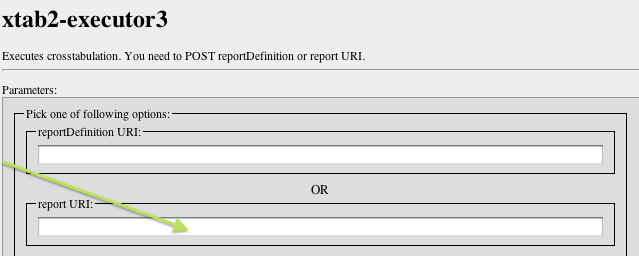 xtab2-executor3
Executes crosstabulation. You need to POST reportDefinition or report URI.
Parameters:
Pick one of following options:
reportDefinition URI:
OR
report URI: